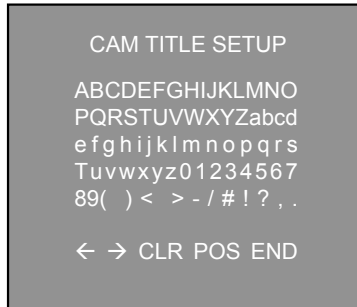 CAM TITLE SETUP
ABCDEFGHIJKLMNO
PQRSTUVWXYZabcd
efghijklmnopqrs
Tuvwxyz01234567
89( ) < > - / # ! ? , .
← → CLR POS END